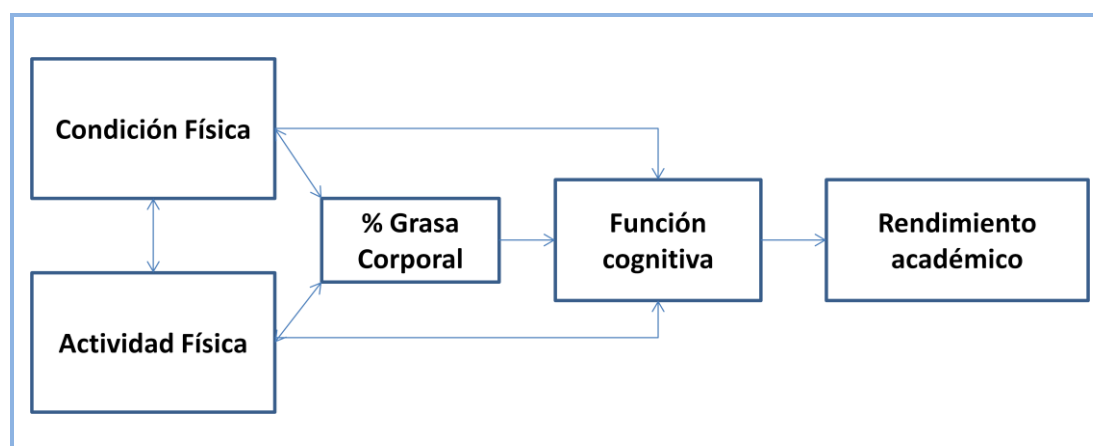 Condición Física
% Grasa
Corporal
Función
cognitiva
Rendimiento
académico
Actividad Física